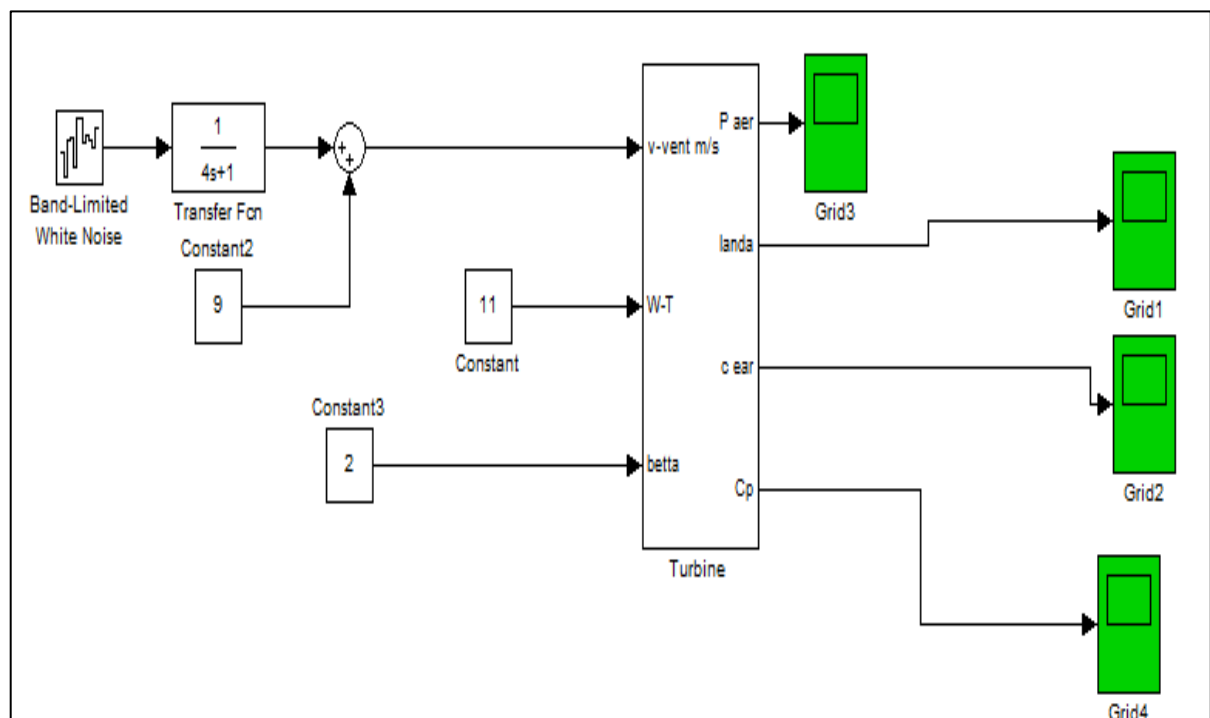 Band-Limited
White Noise
1
4s+1
Transfer Fcn
Constant2
9
11
Constant
Constant3
2
v-vent m/s
W-T
betta
P aer
landa
c ear
Cp
Turbine
Grid3
Grid1
Grid2
Grid4